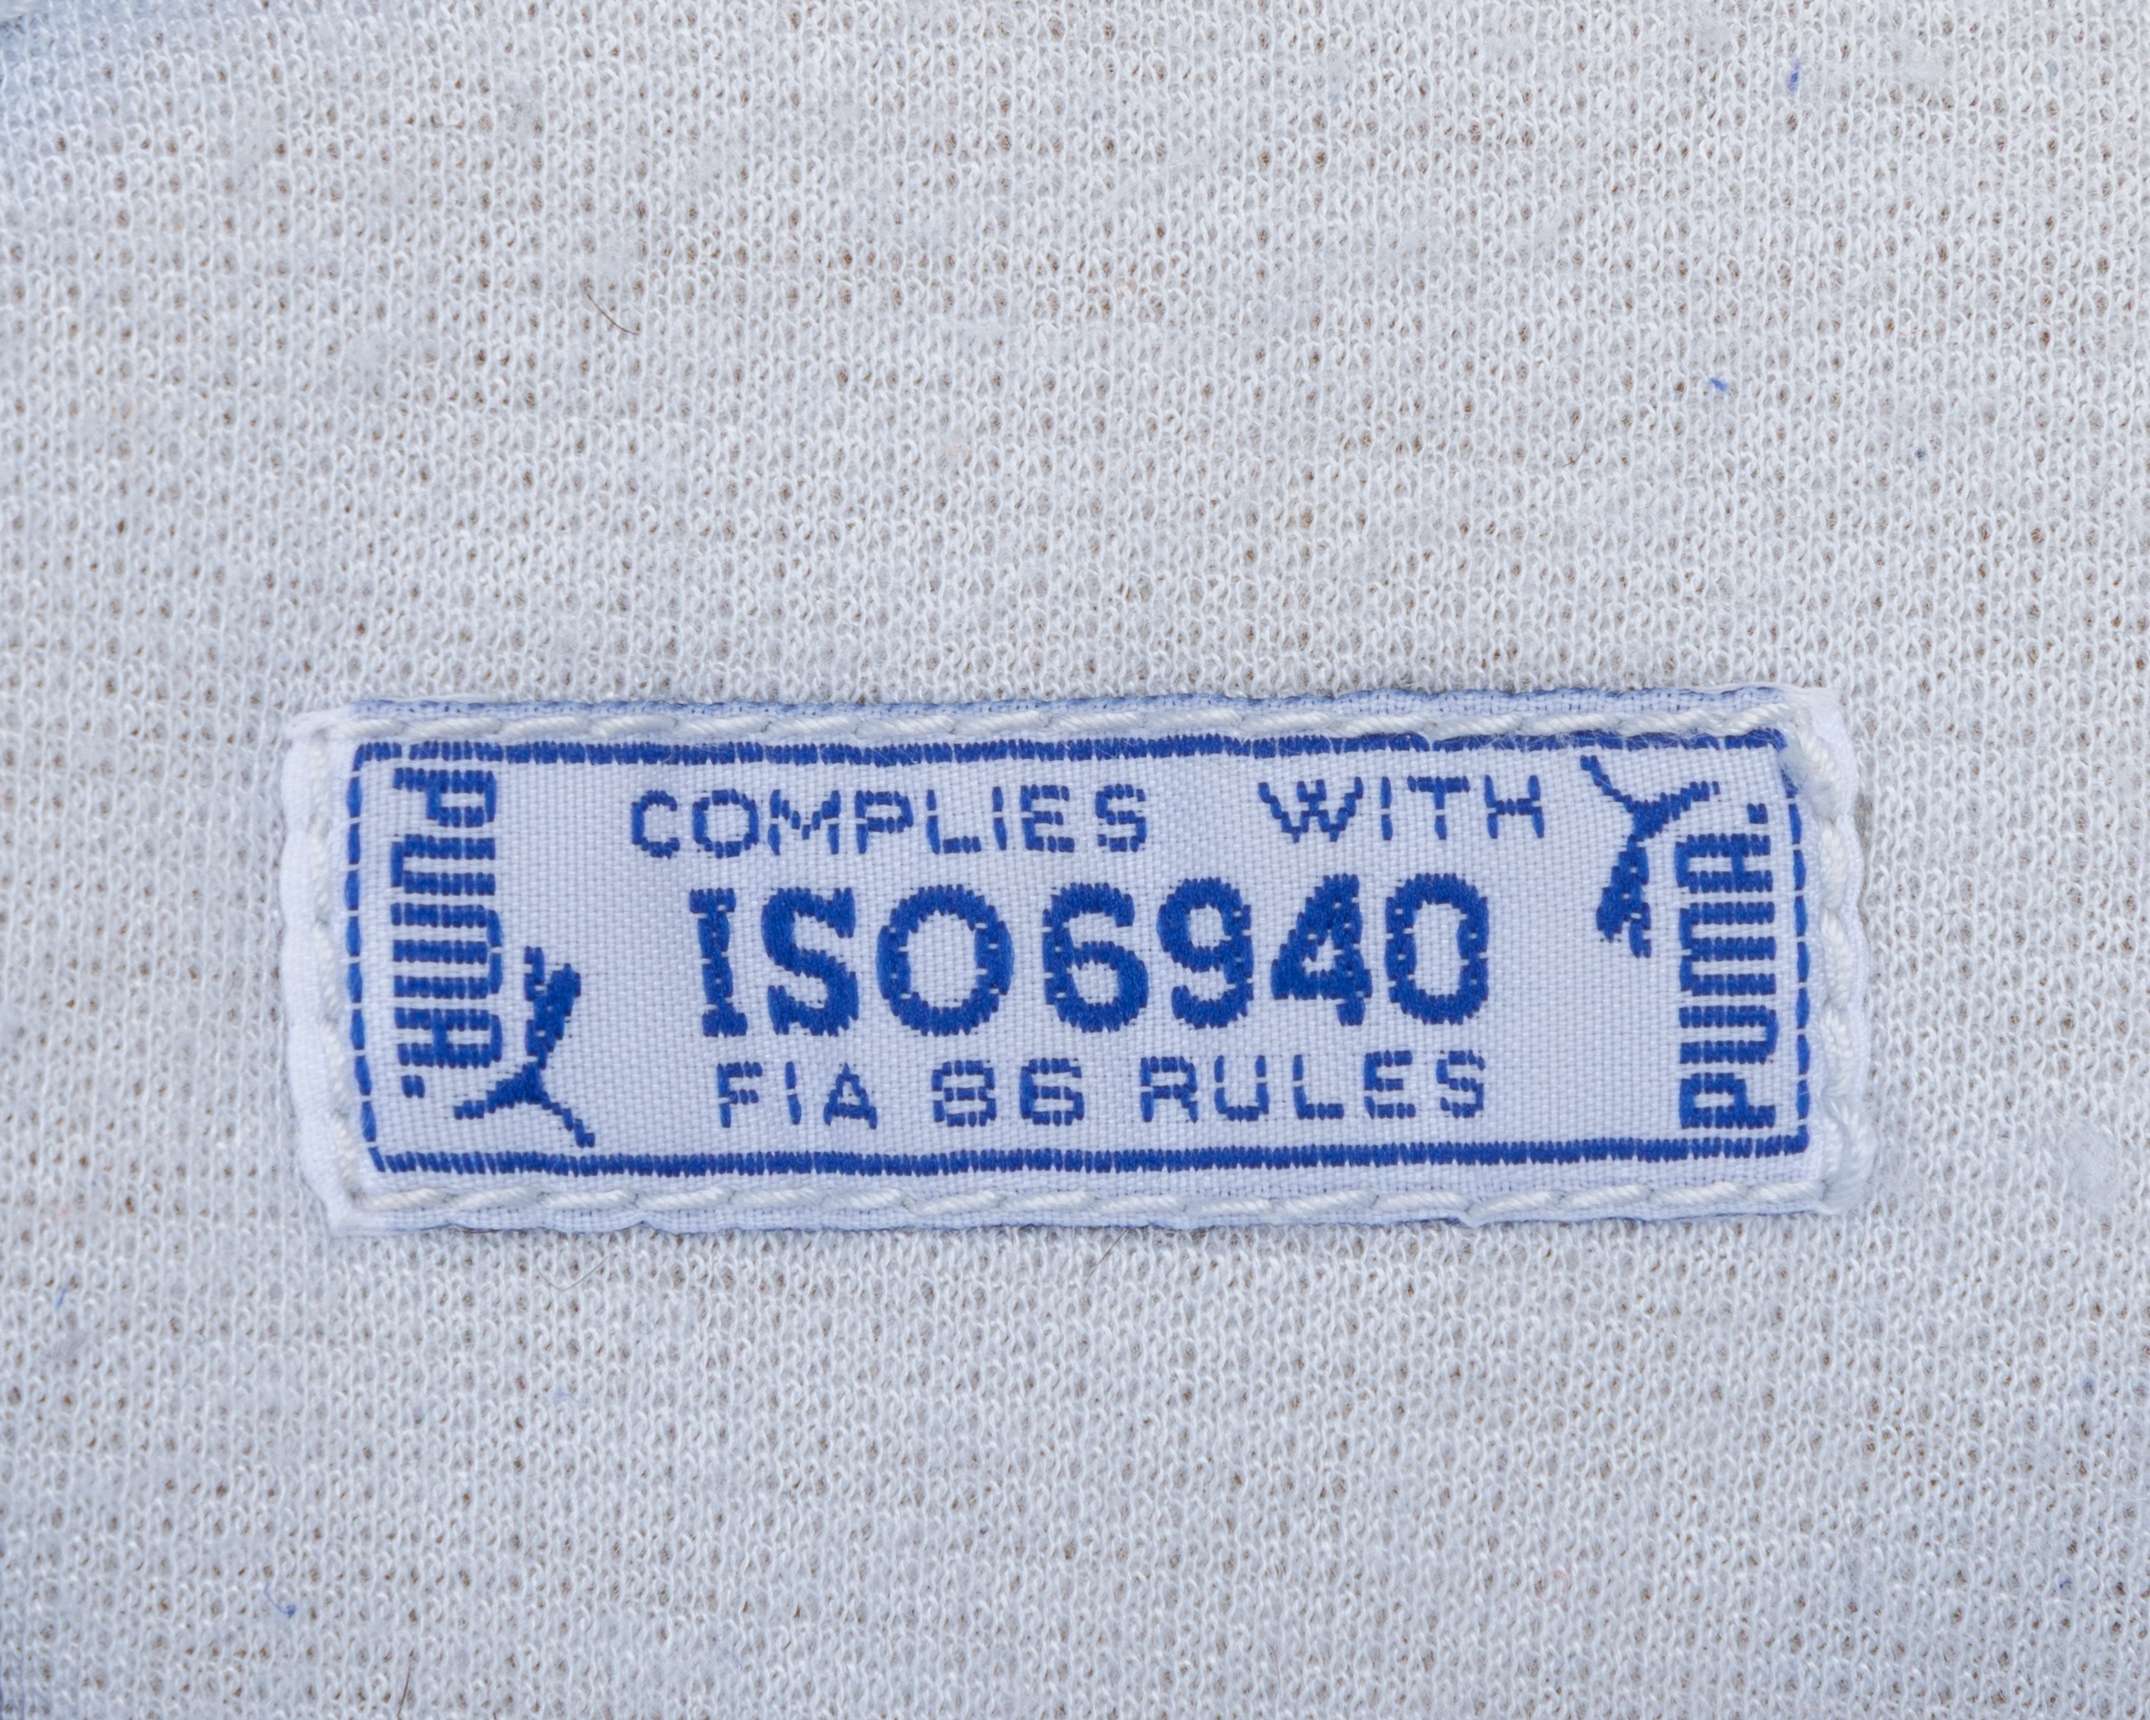 PUMA.
COMPLIES WITH
ISO6940
FIA 86 RULES
PUMA.